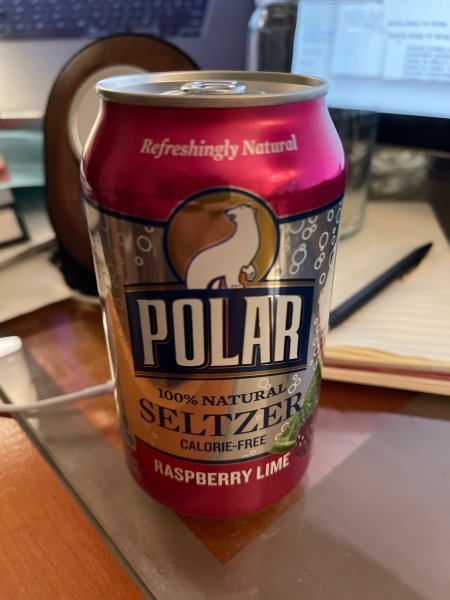 Refreshingly Natural
POLAR
100% NATURAL
SELTZER
CALORIE-FREE
RASPBERRY LIME